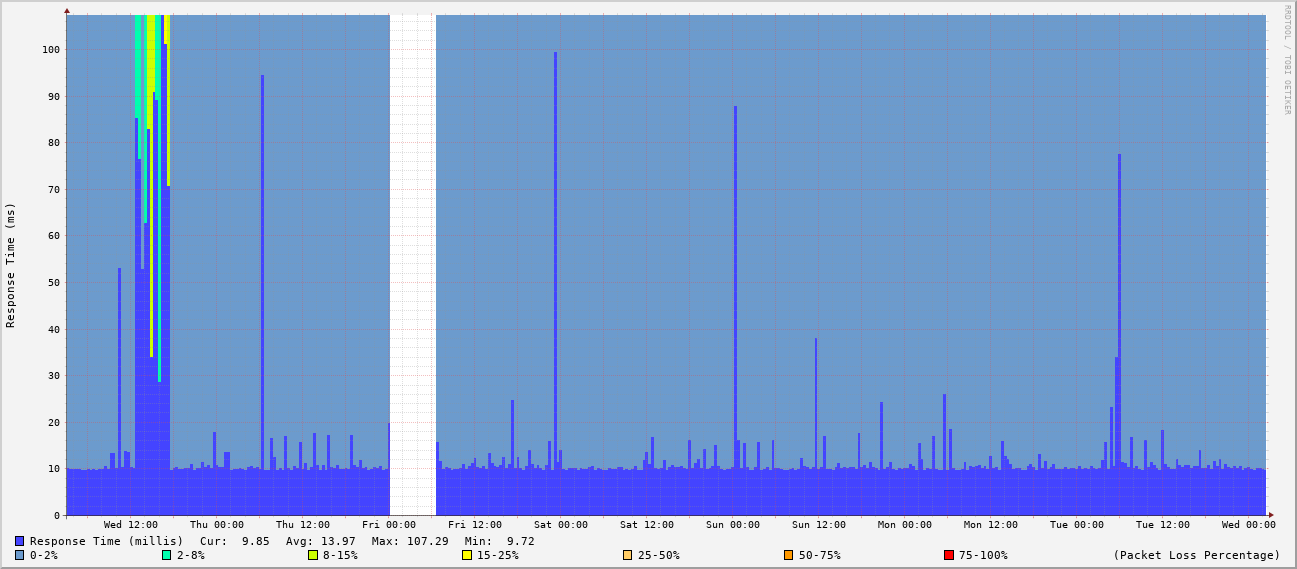 RRDTOOL / TOBI OETIKER
Response Time (ms)
100
90
80
70
60
50
40
30
20
10
0
Wed 12:00 Thu 00:00 Thu 12:00 Fri 00:00 Fri 12:00 Sat 00:00 Sat 12:00 Sun 00:00 Sun 12:00 Mon 00:00 Mon 12:00 Tue 00:00 Tue 12:00 Wed 00:00
Response Time (millis) Cur: 9.85 Avg: 13.97 Max: 107.29 Min: 9.72
0-2% 2-8% 8-15% 15-25% 25-50% 50-75% 75-100% (Packet Loss Percentage)